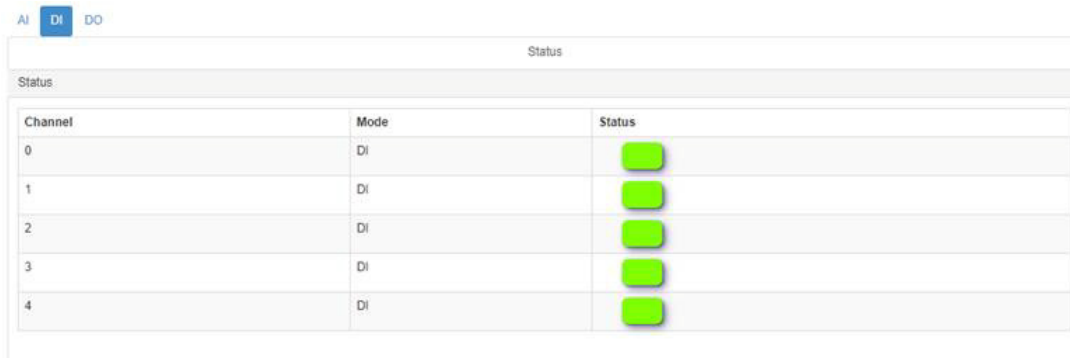 AI DI DO
Status
Status
Channel Mode Status
0 DI
1 DI
2 DI
3 DI
4 DI